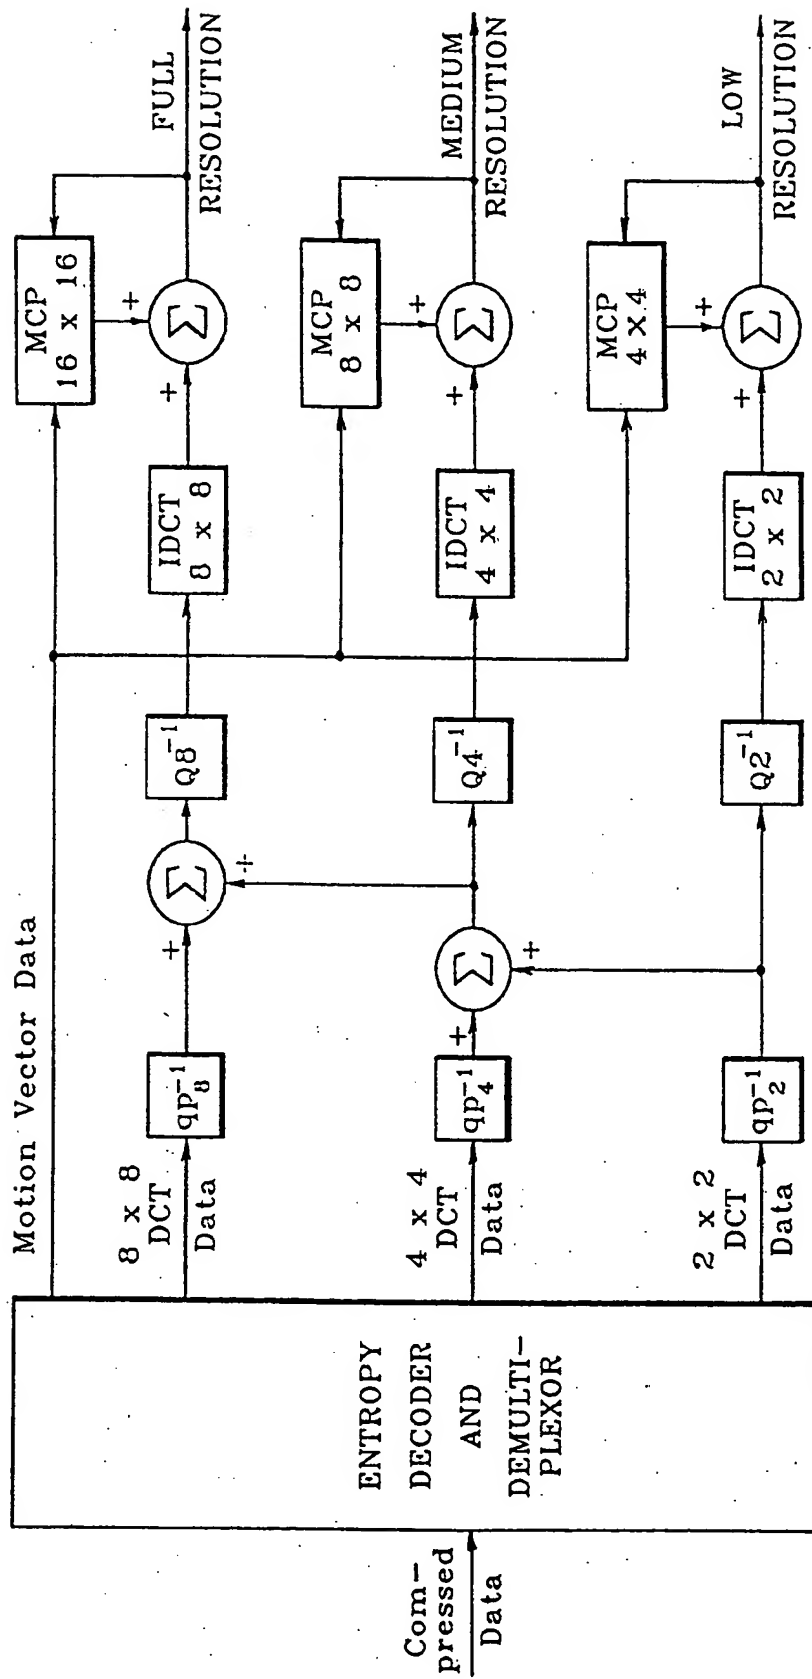 Com-
pressed
Data
ENTROPY
DECODER
AND
DEMULTI-
PLEXOR
Motion Vector Data
8 x 8
DCT
Data
qP₈⁻¹
+
Σ
+
Q8⁻¹
IDCT
8 x 8
+
Σ
+
MCP
16 x 16
FULL
RESOLUTION
4 x 4
DCT
Data
qP₄⁻¹
+
Σ
+
Q4⁻¹
IDCT
4 x 4
+
Σ
+
MCP
8 x 8
MEDIUM
RESOLUTION
2 x 2
DCT
Data
qP₂⁻¹
Q2⁻¹
IDCT
2 x 2
+
Σ
+
MCP
4 x 4
LOW
RESOLUTION